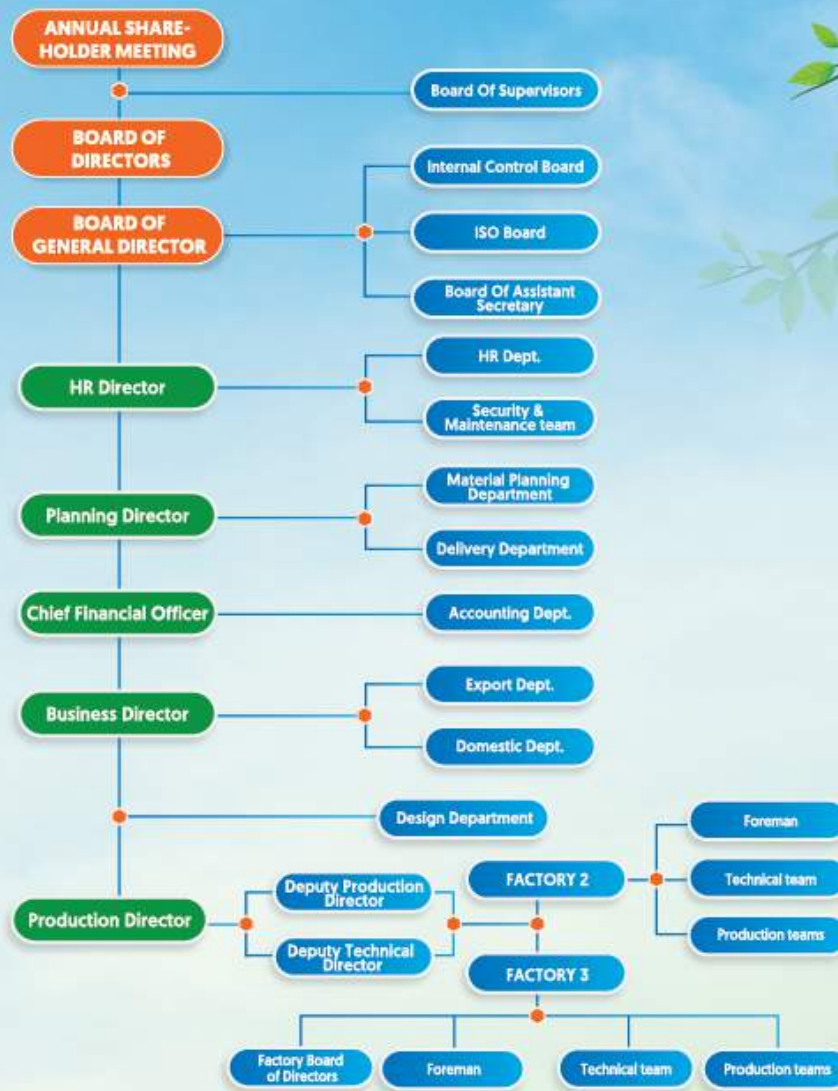 ANNUAL SHARE-
HOLDER MEETING
Board Of Supervisors
BOARD OF
DIRECTORS
Internal Control Board
BOARD OF
GENERAL DIRECTOR
ISO Board
Board Of Assistant
Secretary
HR Dept.
HR Director
Security &
Maintenance team
Material Planning
Department
Planning Director
Delivery Department
Chief Financial Officer
Accounting Dept.
Export Dept.
Business Director
Domestic Dept.
Design Department
Foreman
Deputy Production
Director
FACTORY 2
Technical team
Production Director
Production teams
Deputy Technical
Director
FACTORY 3
Factory Board
of Directors
Foreman
Technical team
Production teams